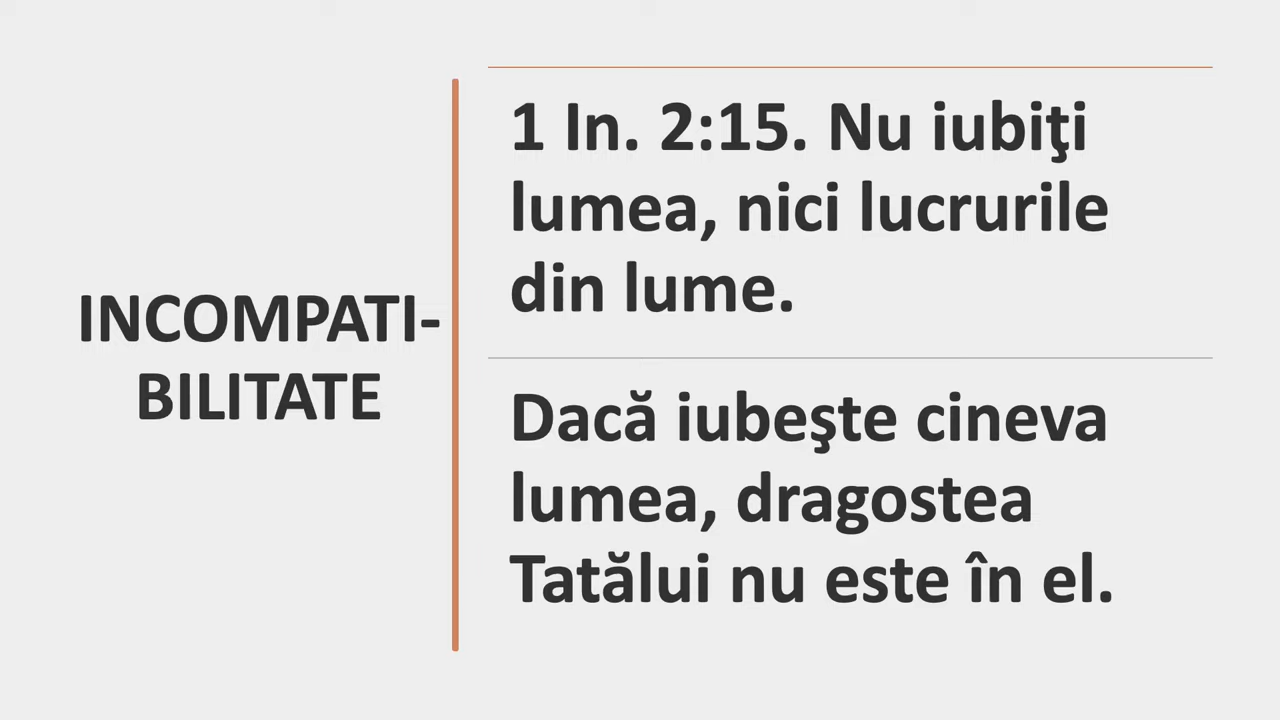 INCOMPATI-
BILITATE
1 In. 2:15. Nu iubiţi
lumea, nici lucrurile
din lume.
Dacă iubeşte cineva
lumea, dragostea
Tatălui nu este în el.